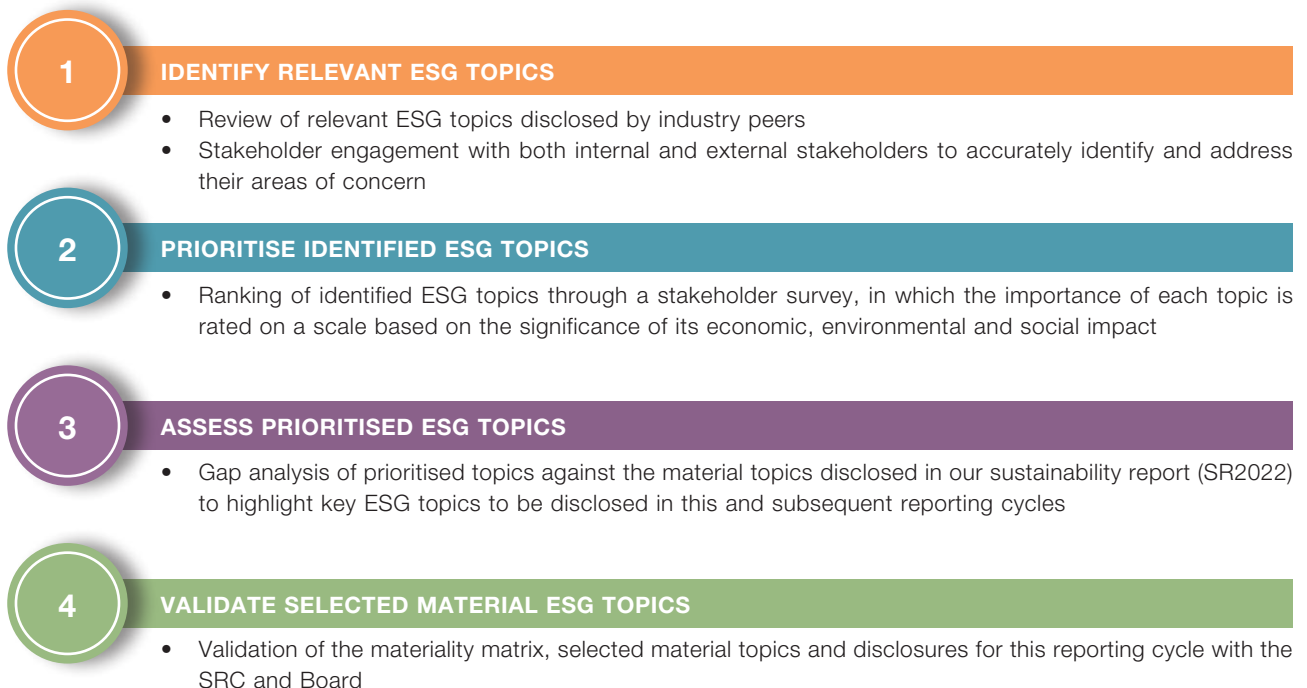 1
IDENTIFY RELEVANT ESG TOPICS
• Review of relevant ESG topics disclosed by industry peers
• Stakeholder engagement with both internal and external stakeholders to accurately identify and address
their areas of concern
2
PRIORITISE IDENTIFIED ESG TOPICS
• Ranking of identified ESG topics through a stakeholder survey, in which the importance of each topic is
rated on a scale based on the significance of its economic, environmental and social impact
3
ASSESS PRIORITISED ESG TOPICS
• Gap analysis of prioritised topics against the material topics disclosed in our sustainability report (SR2022)
to highlight key ESG topics to be disclosed in this and subsequent reporting cycles
4
VALIDATE SELECTED MATERIAL ESG TOPICS
• Validation of the materiality matrix, selected material topics and disclosures for this reporting cycle with the
SRC and Board